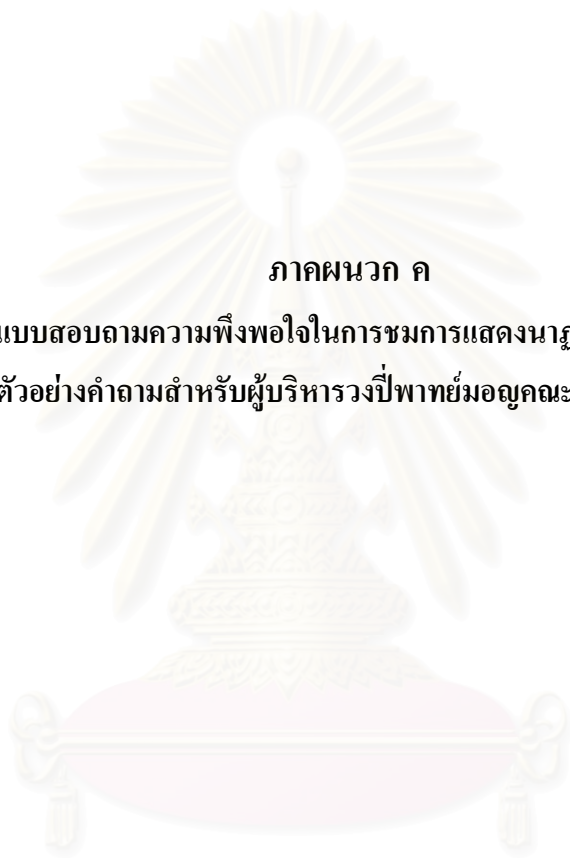 ภาคผนวก ค
แบบสอบถามความพึงพอใจในการชมการแสดงนาฏ
ตัวอย่างคำถามสำหรับผู้บริหารวงปี่พาทย์มอญคณะ